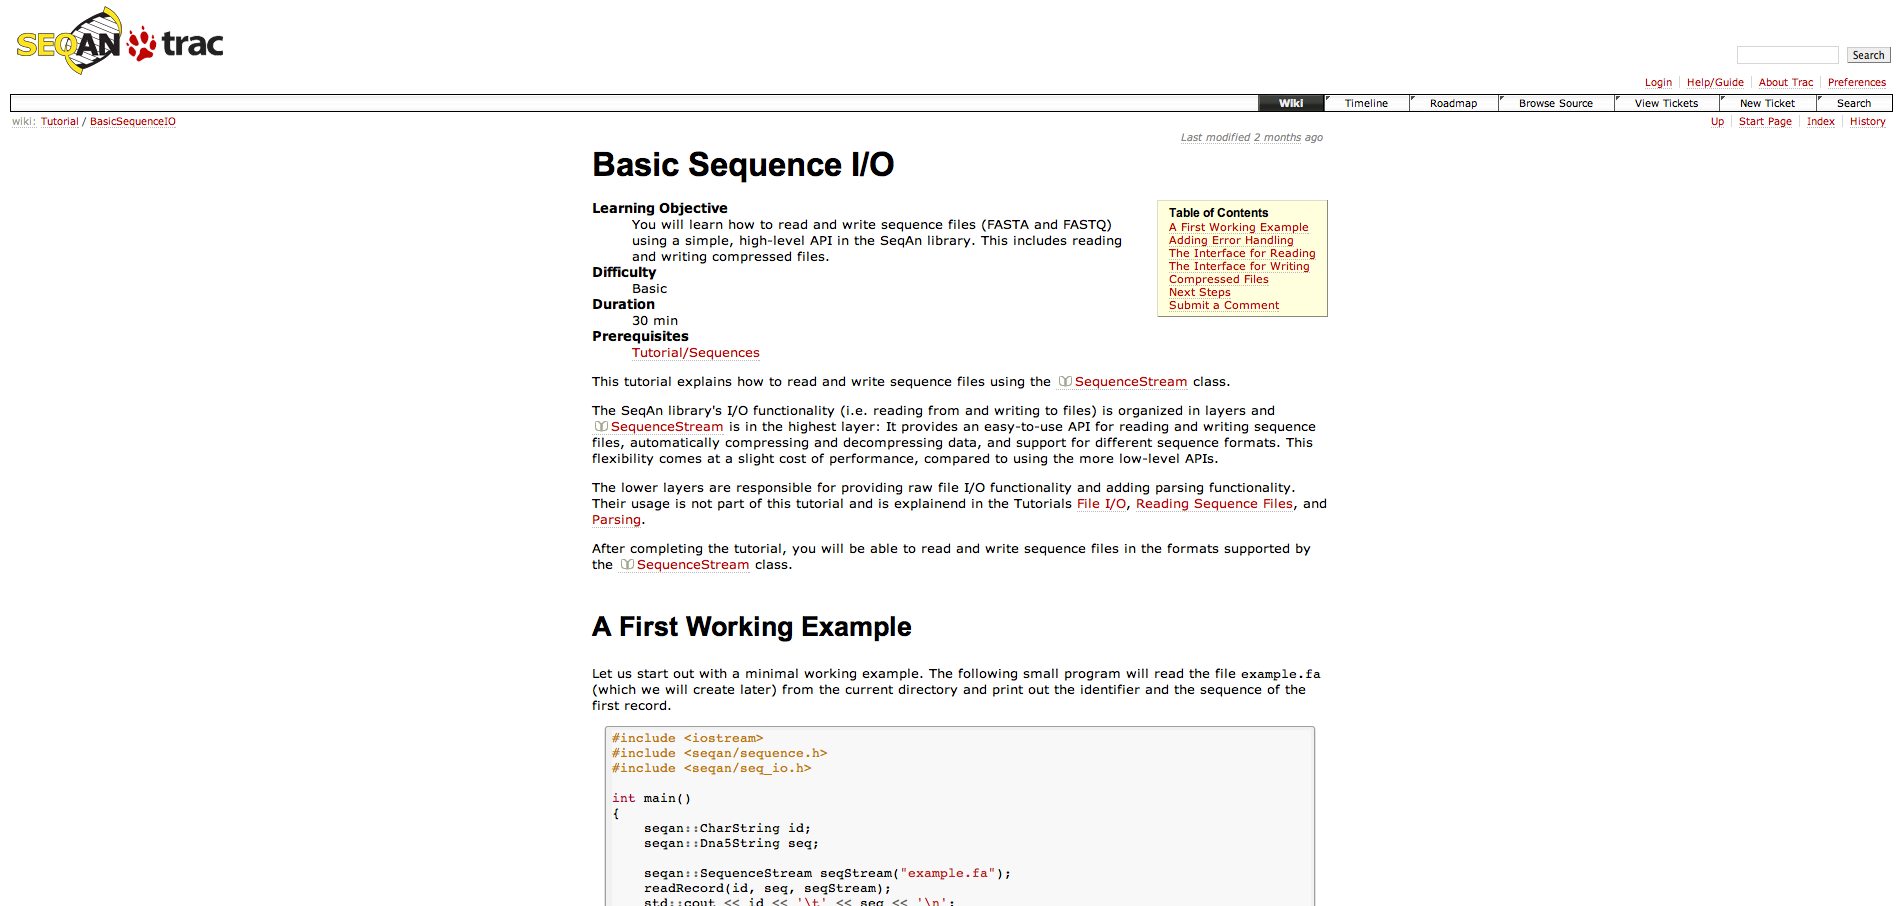 SEQAN trac
Search
Login Help/Guide About Trac Preferences
Wiki Timeline Roadmap Browse Source View Tickets New Ticket Search
wiki: Tutorial / BasicSequenceIO
Up Start Page Index History
Last modified 2 months ago
Basic Sequence I/O
Learning Objective
You will learn how to read and write sequence files (FASTA and FASTQ)
using a simple, high-level API in the SeqAn library. This includes reading
and writing compressed files.
Difficulty
Basic
Duration
30 min
Prerequisites
Tutorial/Sequences
Table of Contents
A First Working Example
Adding Error Handling
The Interface for Reading
The Interface for Writing
Compressed Files
Next Steps
Submit a Comment
This tutorial explains how to read and write sequence files using the SequenceStream class.
The SeqAn library's I/O functionality (i.e. reading from and writing to files) is organized in layers and
SequenceStream is in the highest layer: It provides an easy-to-use API for reading and writing sequence
files, automatically compressing and decompressing data, and support for different sequence formats. This
flexibility comes at a slight cost of performance, compared to using the more low-level APIs.
The lower layers are responsible for providing raw file I/O functionality and adding parsing functionality.
Their usage is not part of this tutorial and is explainend in the Tutorials File I/O, Reading Sequence Files, and
Parsing.
After completing the tutorial, you will be able to read and write sequence files in the formats supported by
the SequenceStream class.
A First Working Example
Let us start out with a minimal working example. The following small program will read the file example.fa
(which we will create later) from the current directory and print out the identifier and the sequence of the
first record.
#include <iostream>
#include <seqan/sequence.h>
#include <seqan/seq_io.h>
int main()
{
    seqan::CharString id;
    seqan::Dna5String seq;
    seqan::SequenceStream seqStream("example.fa");
    readRecord(id, seq, seqStream);
    std::cout << id << '\t' << seq << '\n';